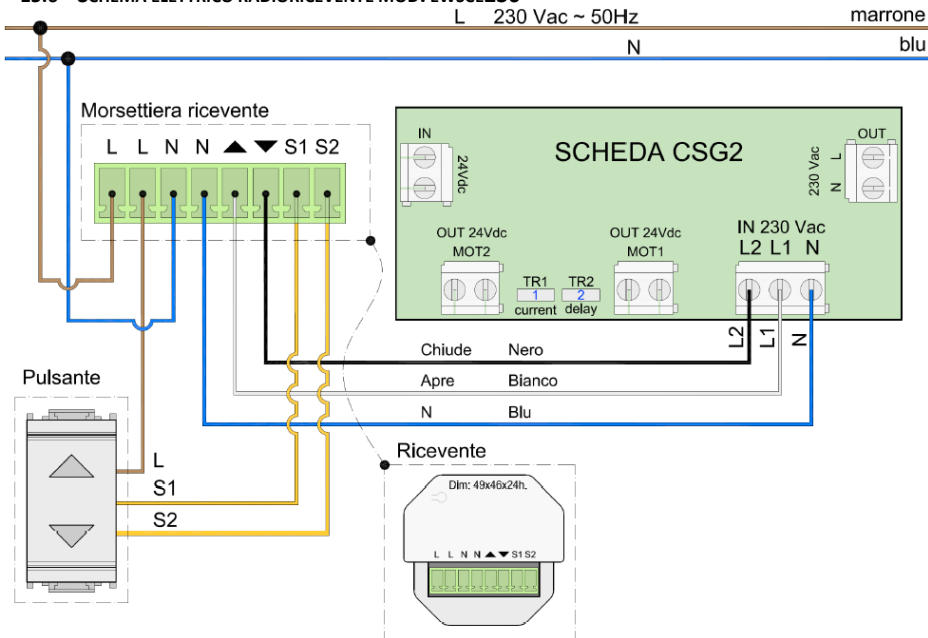 L 230 Vac ~ 50Hz marrone
N blu
Morsettiera ricevente
L L N N ▲ ▼ S1 S2
SCHEDA CSG2
IN
24Vdc
OUT
230 Vac
L
N
OUT 24Vdc
MOT2
TR1
1
current
TR2
2
delay
OUT 24Vdc
MOT1
IN 230 Vac
L2 L1 N
L2
L1
N
Chiude Nero
Apre Bianco
N Blu
Pulsante
L
S1
S2
Ricevente
Dim: 49x46x24h.
L L N N ▲ ▼ S1 S2